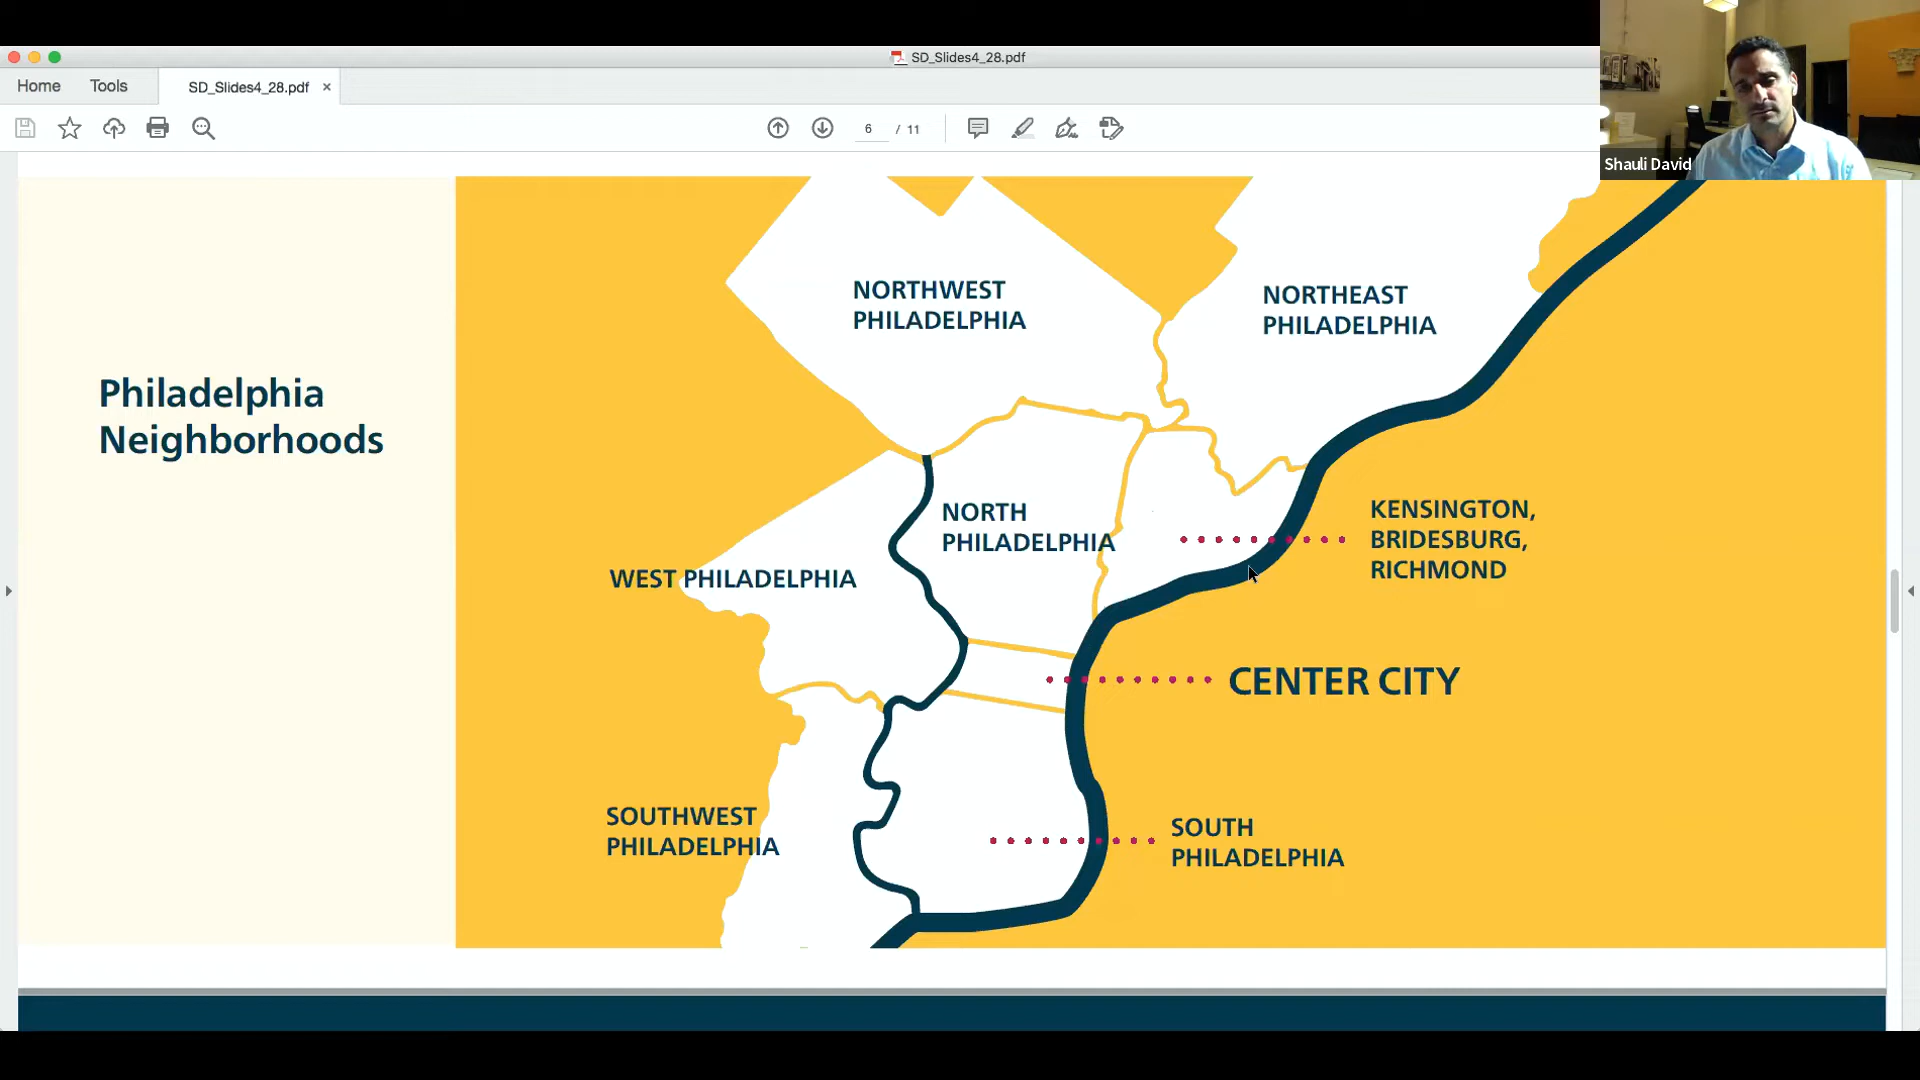 SD_Slides4_28.pdf
Home
Tools
SD_Slides4_28.pdf ×
6 / 11
Shauli David
Philadelphia
Neighborhoods
NORTHWEST
PHILADELPHIA
NORTHEAST
PHILADELPHIA
NORTH
PHILADELPHIA
KENSINGTON,
BRIDESBURG,
RICHMOND
WEST PHILADELPHIA
CENTER CITY
SOUTHWEST
PHILADELPHIA
SOUTH
PHILADELPHIA